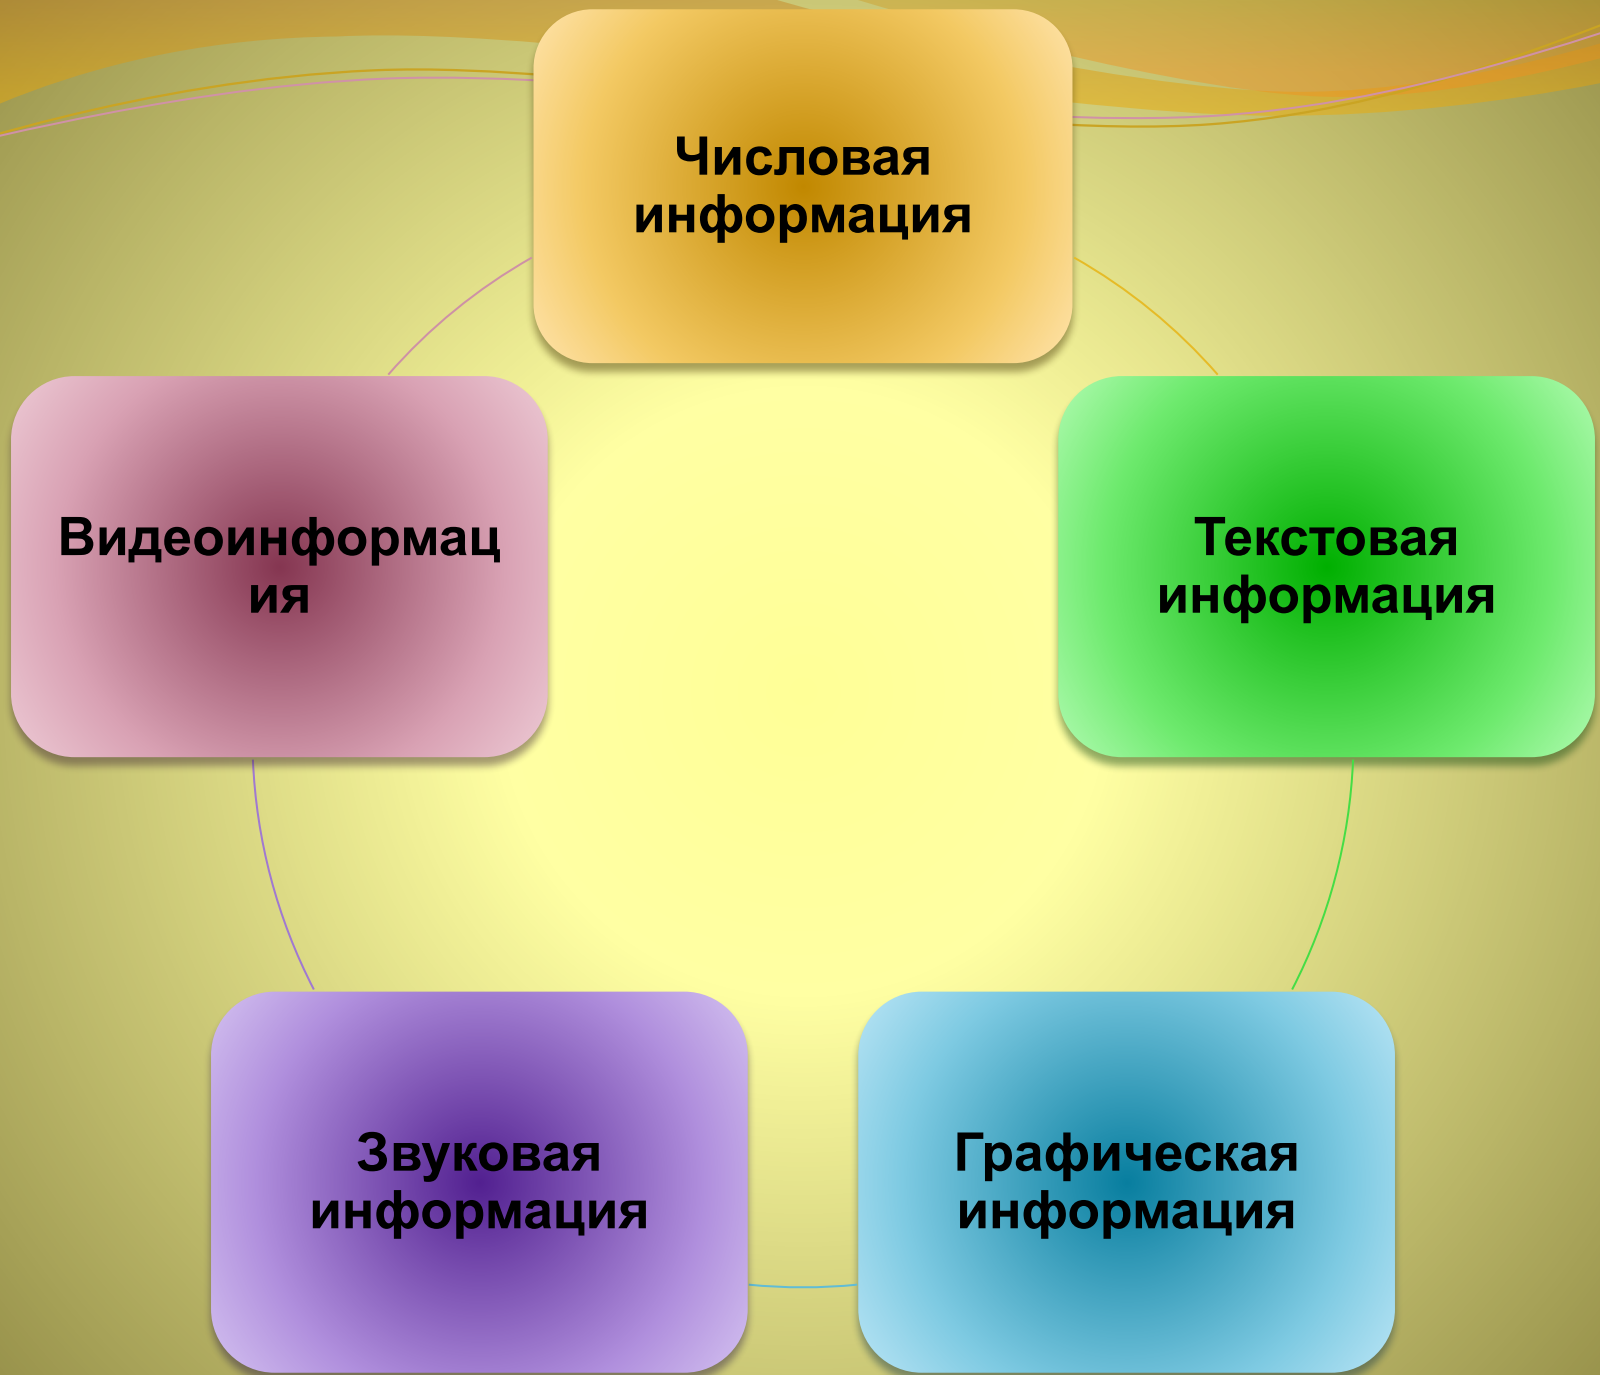 Числовая
информация
Видеоинформац
ия
Текстовая
информация
Звуковая
информация
Графическая
информация